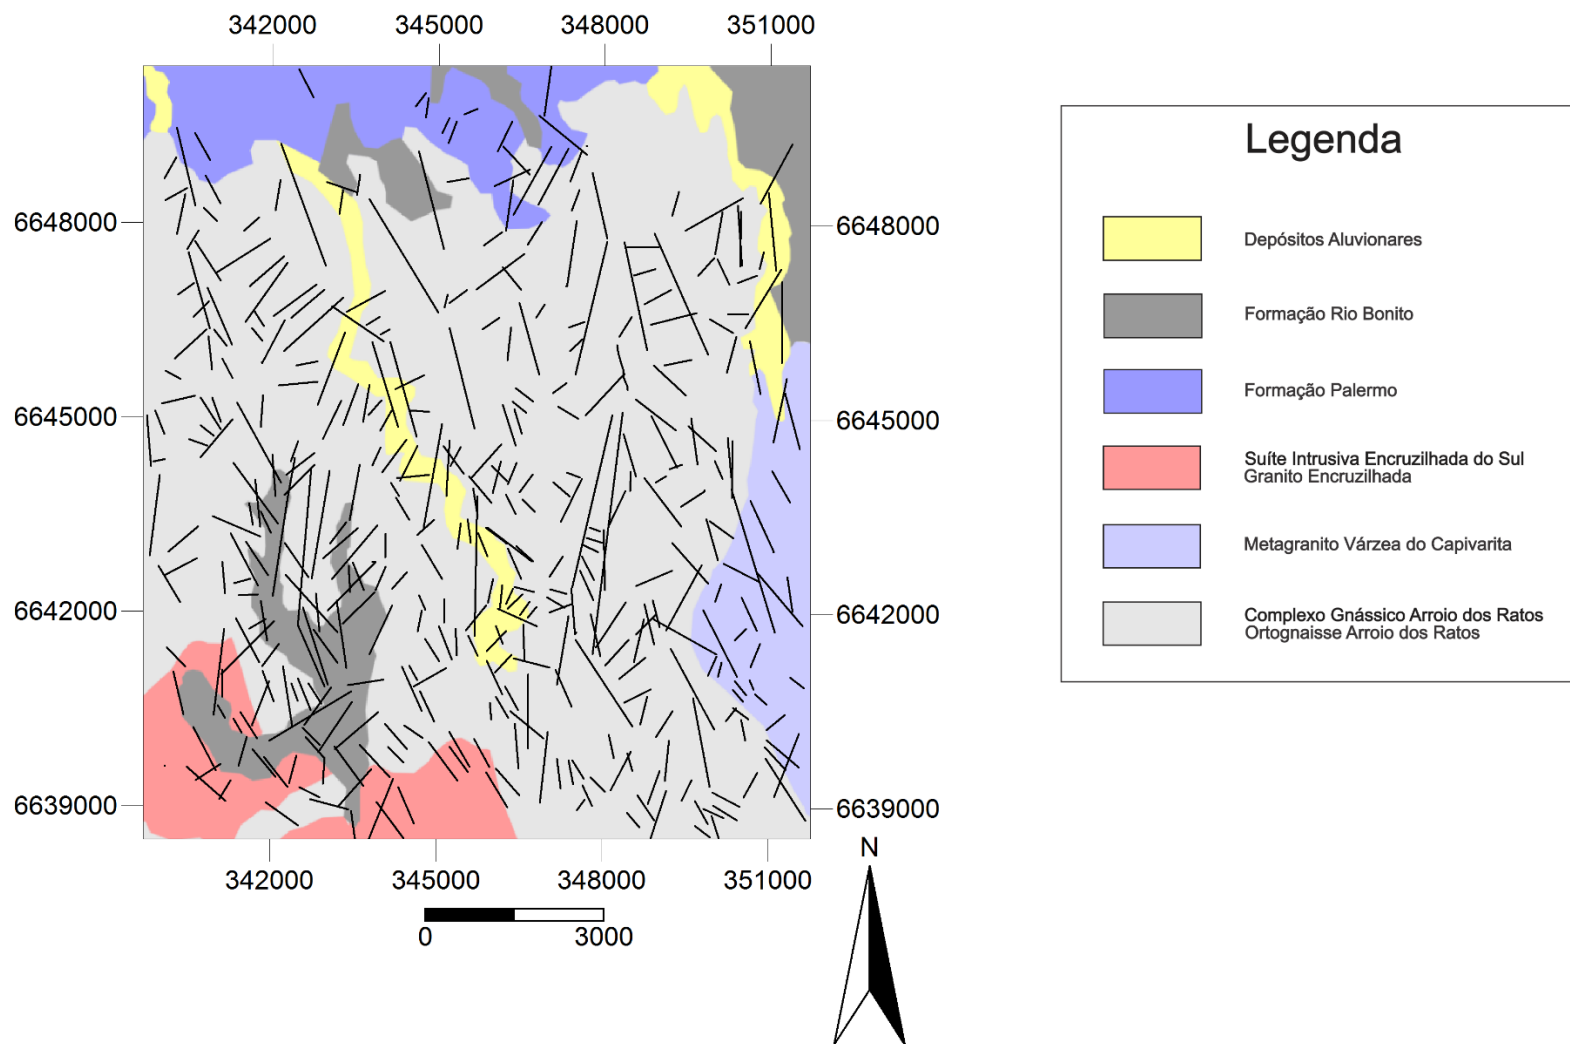 342000 345000 348000 351000
6648000
6645000
6642000
6639000
6648000
6645000
6642000
6639000
342000 345000 348000 351000
0 3000
N
Legenda
Depósitos Aluvionares
Formação Rio Bonito
Formação Palermo
Suíte Intrusiva Encruzilhada do Sul
Granito Encruzilhada
Metagranito Várzea do Capivarita
Complexo Gnássico Arroio dos Ratos
Ortognaisse Arroio dos Ratos